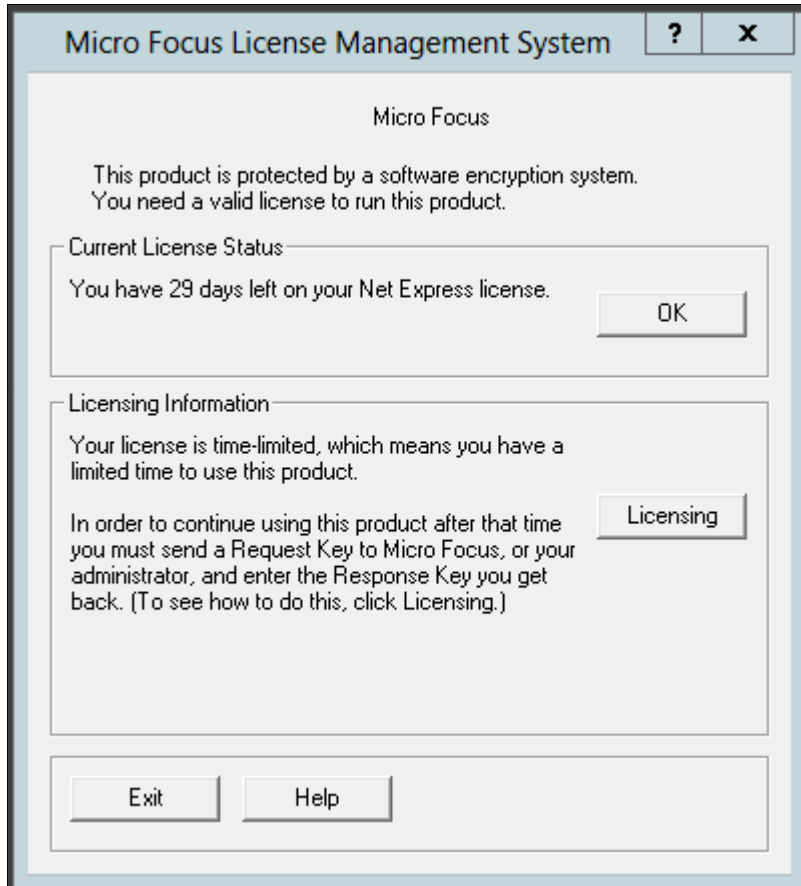 Micro Focus License Management System
? x
Micro Focus
This product is protected by a software encryption system.
You need a valid license to run this product.
Current License Status
You have 29 days left on your Net Express license.
OK
Licensing Information
Your license is time-limited, which means you have a
limited time to use this product.
Licensing
In order to continue using this product after that time
you must send a Request Key to Micro Focus, or your
administrator, and enter the Response Key you get
back. (To see how to do this, click Licensing.)
Exit Help